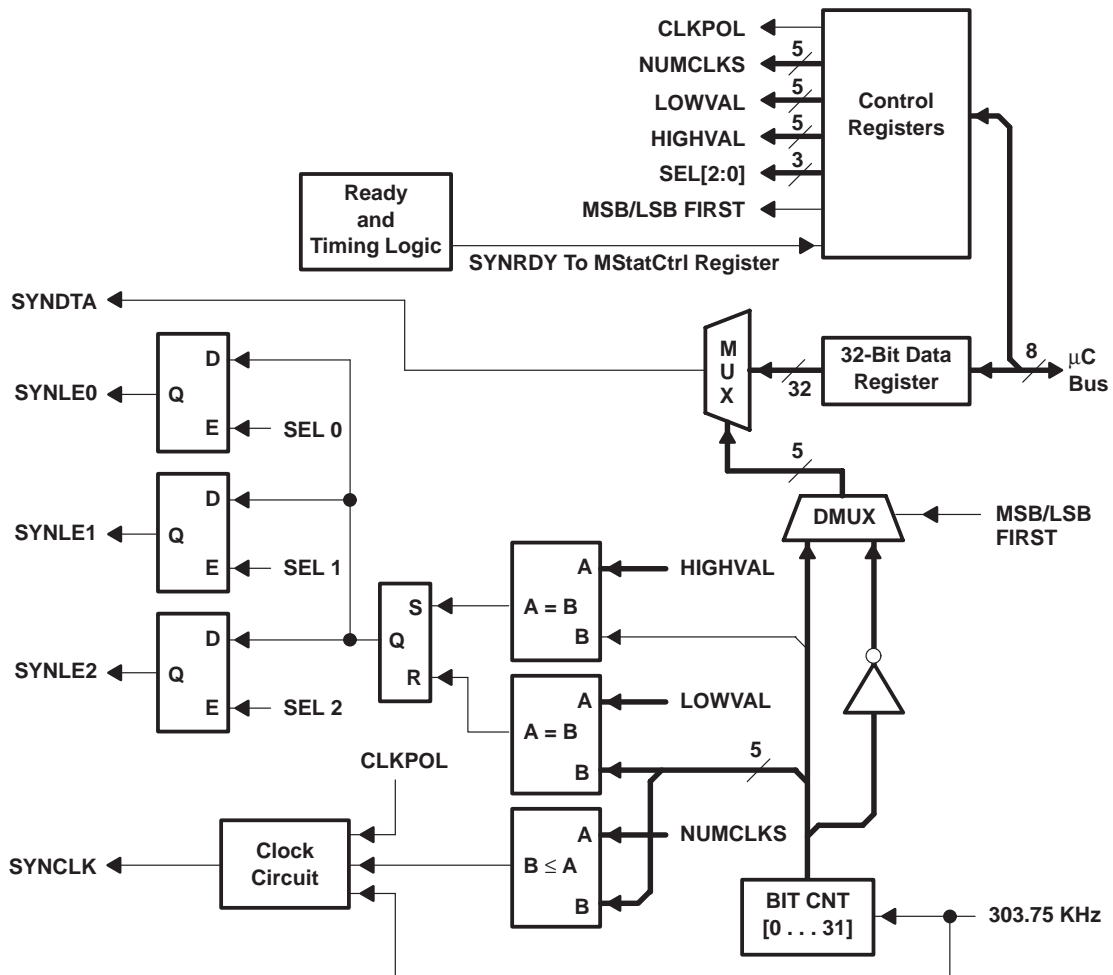 CLKPOL
NUMCLKS
5
LOWVAL
5
HIGHVAL
5
SEL[2:0]
3
MSB/LSB FIRST
Control
Registers
Ready
and
Timing Logic
SYNRDY To MStatCtrl Register
SYNDTA
MUX
32
32-Bit Data
Register
8
μC
Bus
D
Q
E
SYNLE0
SEL 0
D
Q
E
SYNLE1
SEL 1
D
Q
E
SYNLE2
SEL 2
5
DMUX
MSB/LSB
FIRST
S
Q
R
A
A = B
B
HIGHVAL
A
A = B
B
LOWVAL
5
CLKPOL
A
B ≤ A
B
NUMCLKS
SYNCLK
Clock
Circuit
BIT CNT
[0 . . . 31]
303.75 KHz